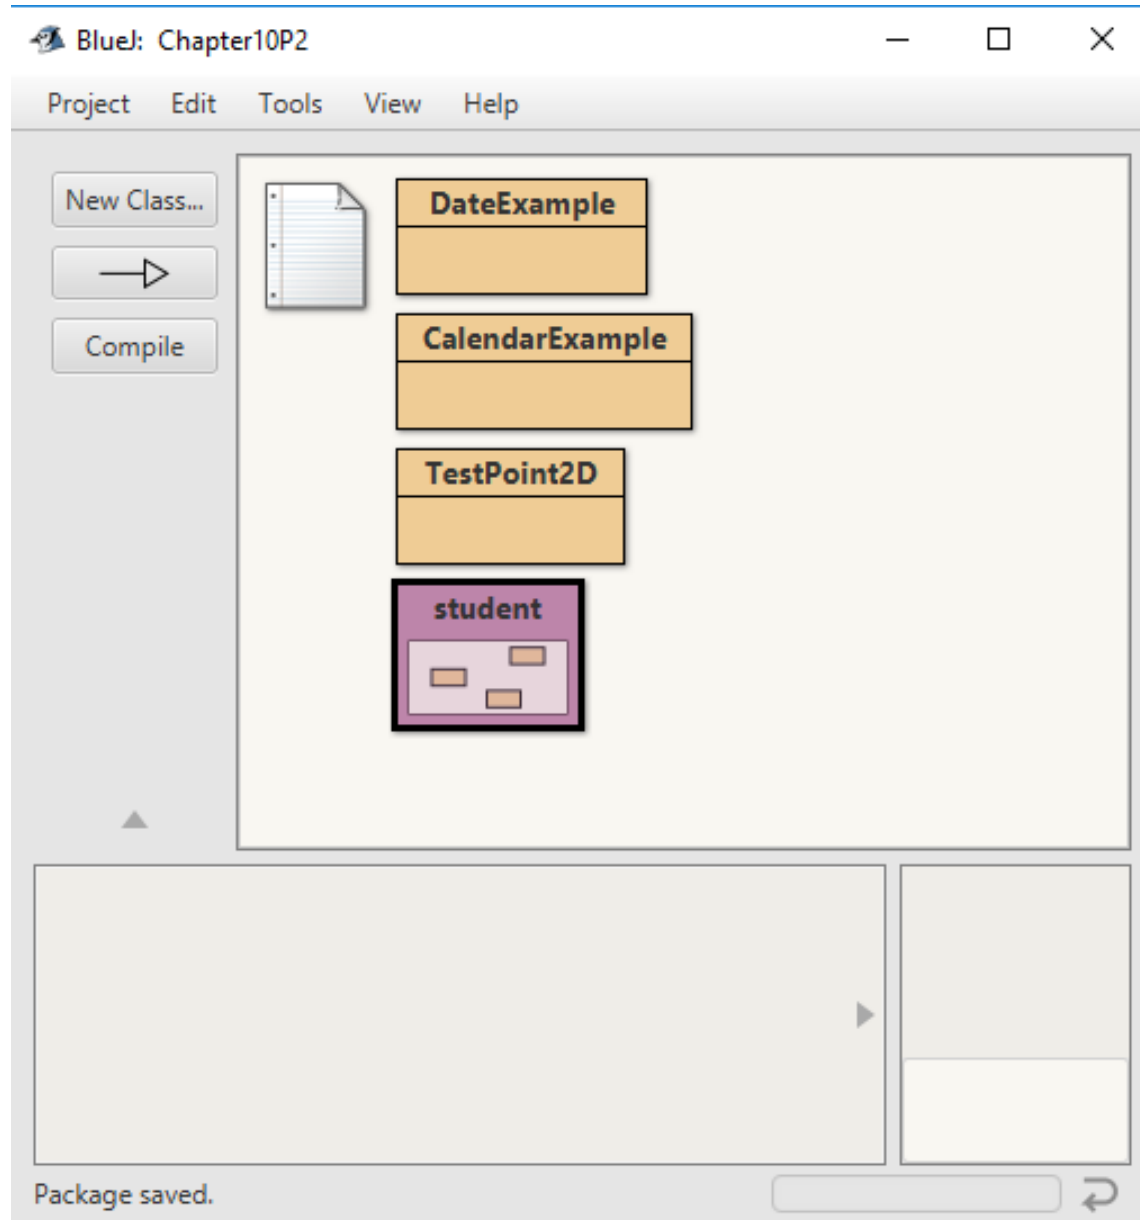 BlueJ: Chapter10P2
Project Edit Tools View Help
New Class...
Compile
DateExample
CalendarExample
TestPoint2D
student
Package saved.